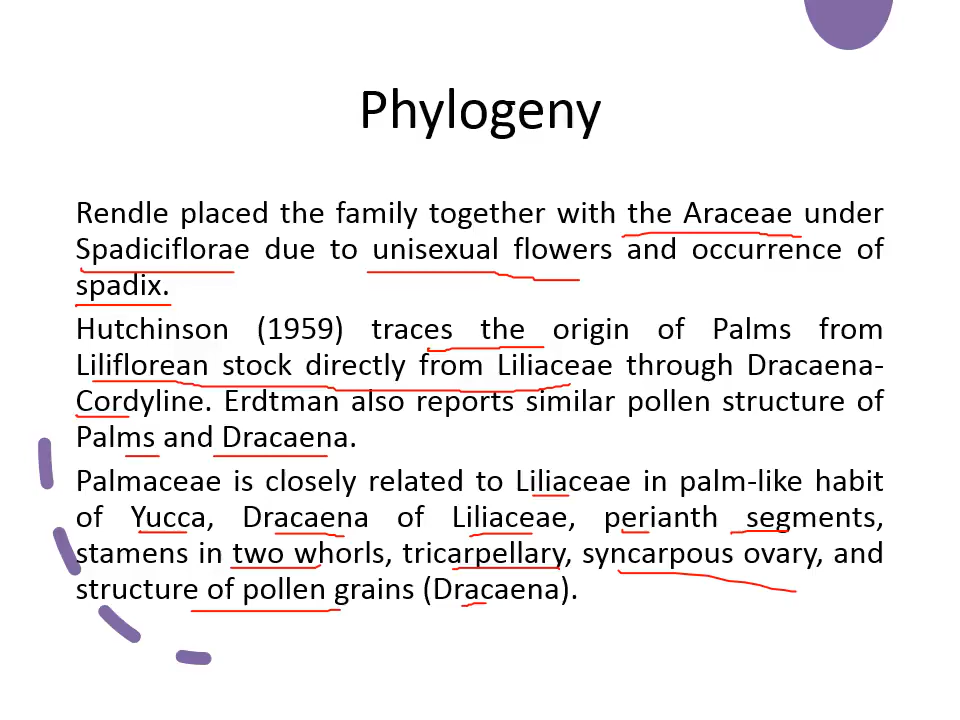 Phylogeny
Rendle placed the family together with the Araceae under
Spadiciflorae due to unisexual flowers and occurrence of
spadix.
Hutchinson (1959) traces the origin of Palms from
Liliflorean stock directly from Liliaceae through Dracaena-
Cordyline. Erdtman also reports similar pollen structure of
Palms and Dracaena.
Palmaceae is closely related to Liliaceae in palm-like habit
of Yucca, Dracaena of Liliaceae, perianth segments,
stamens in two whorls, tricarpellary, syncarpous ovary, and
structure of pollen grains (Dracaena).